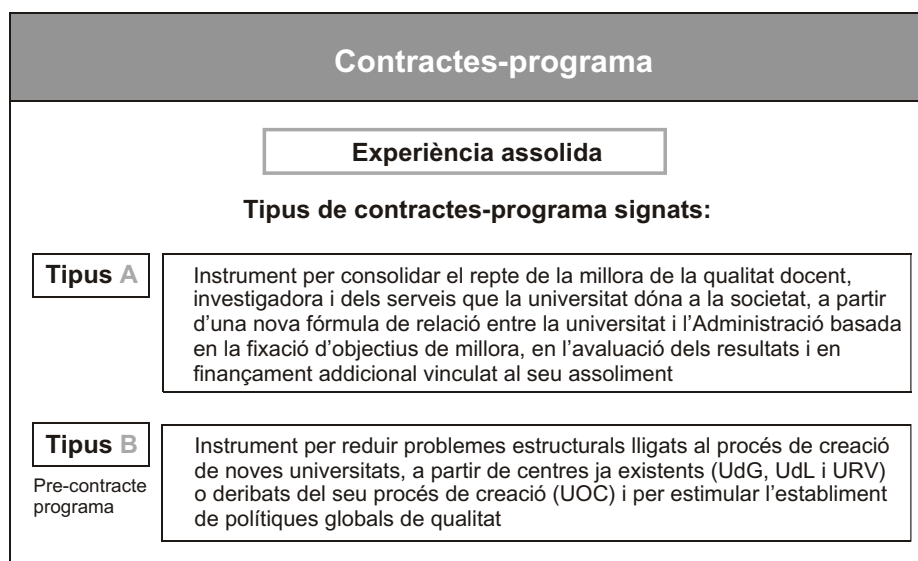 Contractes-programa
Experiència assolida
Tipus de contractes-programa signats:
Tipus A
Instrument per consolidar el repte de la millora de la qualitat docent,
investigadora i dels serveis que la universitat dóna a la societat, a partir
d’una nova fórmula de relació entre la universitat i l’Administració basada
en la fixació d’objectius de millora, en l’avaluació dels resultats i en
finançament addicional vinculat al seu assoliment
Tipus B
Pre-contracte
programa
Instrument per reduir problemes estructurals lligats al procés de creació
de noves universitats, a partir de centres ja existents (UdG, UdL i URV)
o deribats del seu procés de creació (UOC) i per estimular l’establiment
de polítiques globals de qualitat